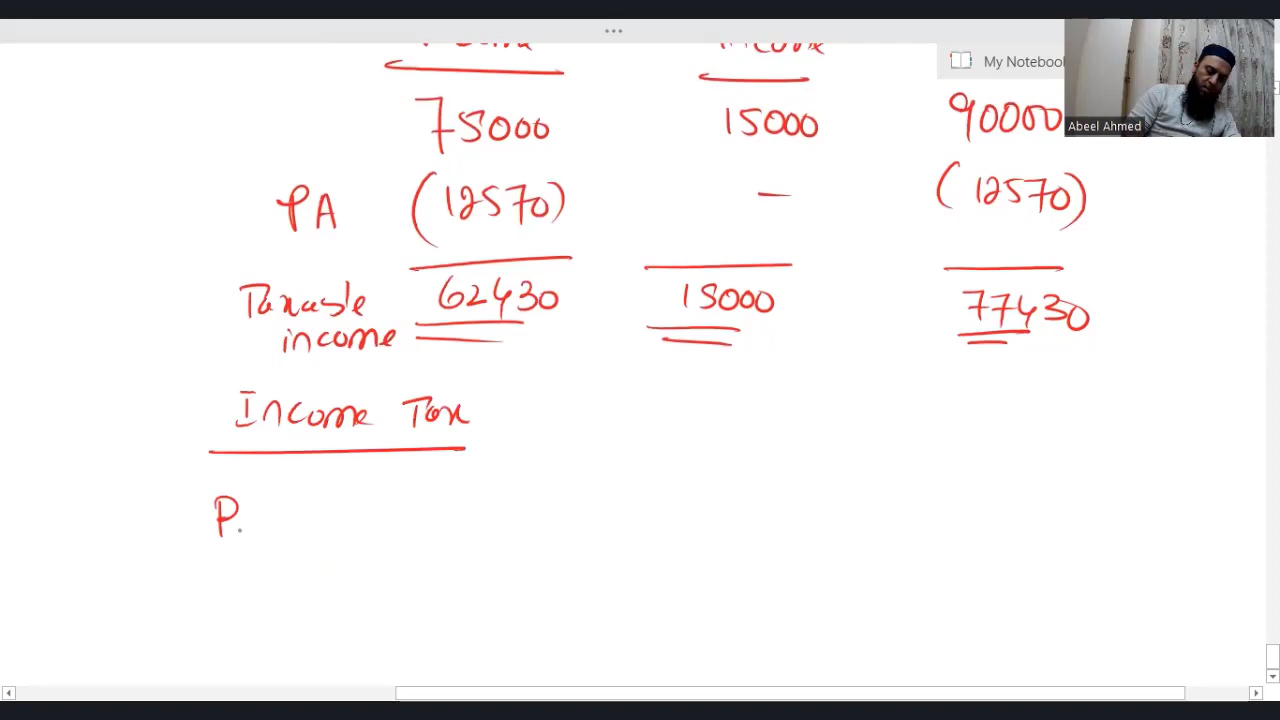 My Notebook
75000 15000 90000
Abeel Ahmed
PA (12570) — (12570)
Taxable 62430 15000 77430
income
Income Tax
P.